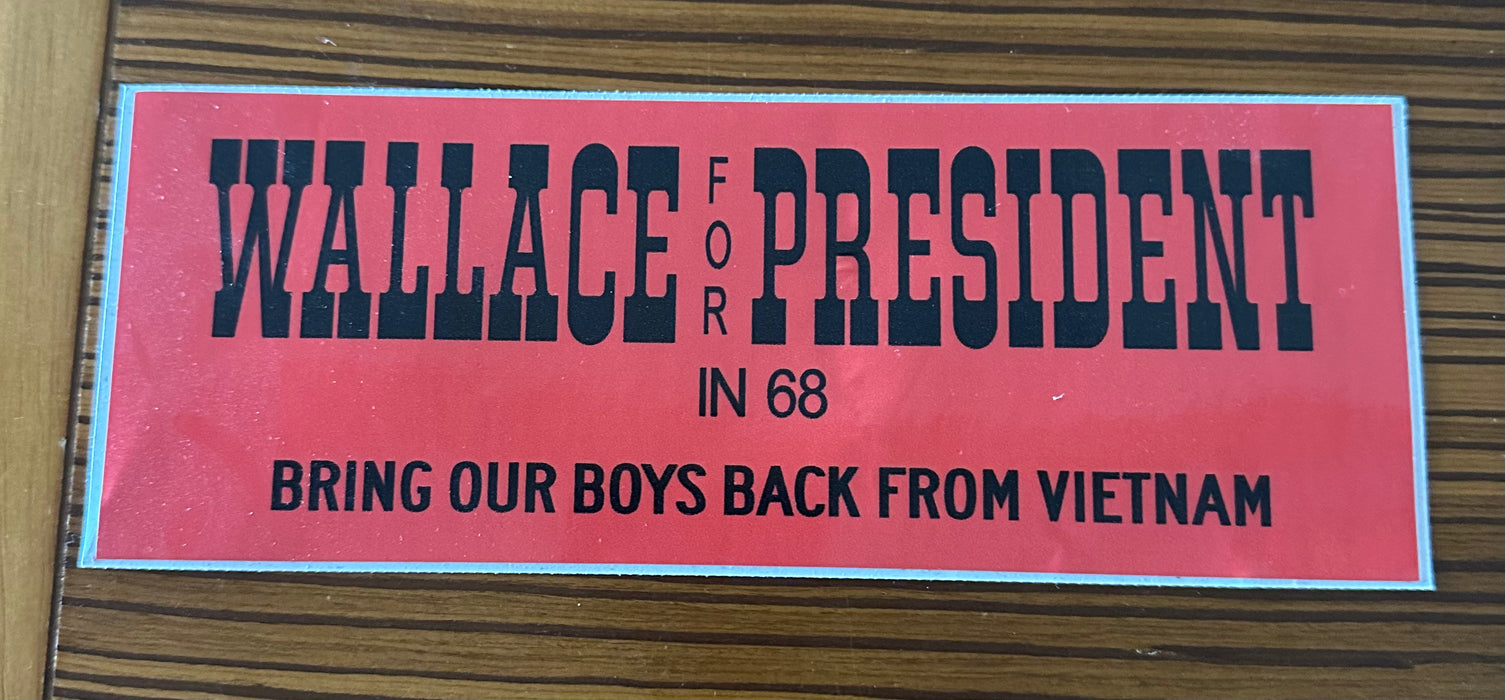 WALLACE FOR PRESIDENT
IN 68
BRING OUR BOYS BACK FROM VIETNAM